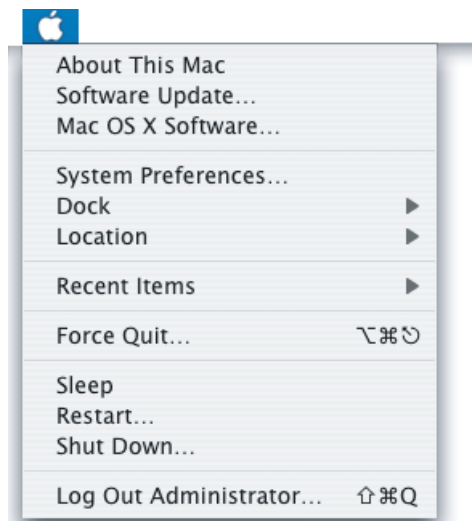 About This Mac
Software Update...
Mac OS X Software...
System Preferences...
Dock
Location
Recent Items
Force Quit... ⌥⌘⎋
Sleep
Restart...
Shut Down...
Log Out Administrator... ⇧⌘Q